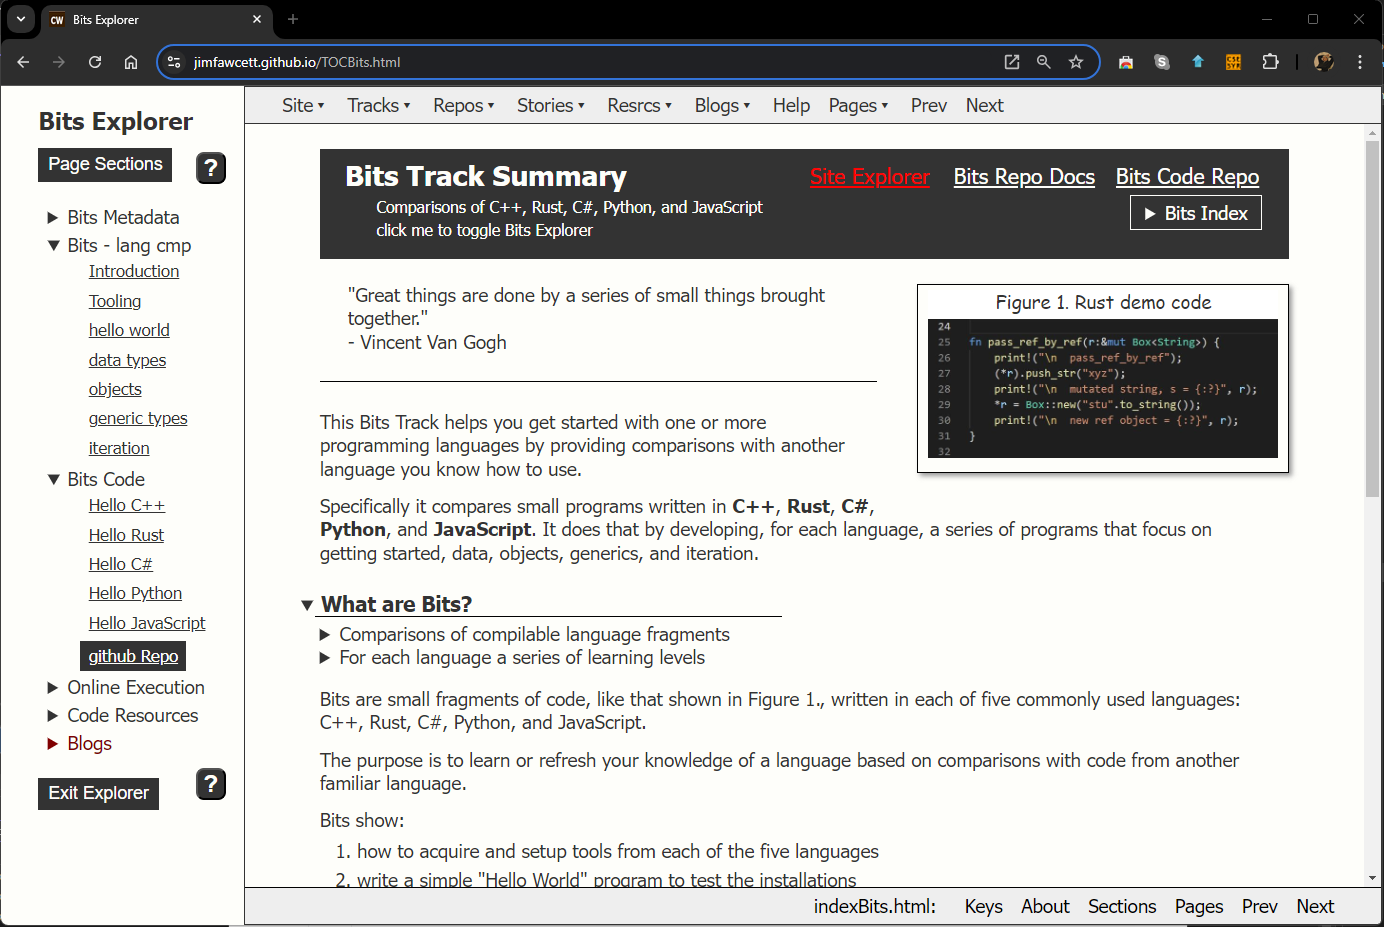 CW Bits Explorer
jimfawcett.github.io/TOCBits.html
Bits Explorer
Page Sections
?
Bits Metadata
Bits - lang cmp
Introduction
Tooling
hello world
data types
objects
generic types
iteration
Bits Code
Hello C++
Hello Rust
Hello C#
Hello Python
Hello JavaScript
github Repo
Online Execution
Code Resources
Blogs
Exit Explorer
?
Site Tracks Repos Stories Resrcs Blogs Help Pages Prev Next
Bits Track Summary
Comparisons of C++, Rust, C#, Python, and JavaScript
click me to toggle Bits Explorer
Site Explorer Bits Repo Docs Bits Code Repo
Bits Index
"Great things are done by a series of small things brought
together."
- Vincent Van Gogh
Figure 1. Rust demo code
24
25 fn pass_ref_by_ref(r:&mut Box<String>) {
26 print!("\n  pass_ref_by_ref");
27 (*r).push_str("xyz");
28 print!("\n  mutated string, s = {:?}", r);
29 *r = Box::new("stu".to_string());
30 print!("\n  new ref object = {:?}", r);
31 }
32
This Bits Track helps you get started with one or more
programming languages by providing comparisons with another
language you know how to use.
Specifically it compares small programs written in C++, Rust, C#,
Python, and JavaScript. It does that by developing, for each language, a series of programs that focus on
getting started, data, objects, generics, and iteration.
What are Bits?
Comparisons of compilable language fragments
For each language a series of learning levels
Bits are small fragments of code, like that shown in Figure 1., written in each of five commonly used languages:
C++, Rust, C#, Python, and JavaScript.
The purpose is to learn or refresh your knowledge of a language based on comparisons with code from another
familiar language.
Bits show:
1. how to acquire and setup tools from each of the five languages
2. write a simple "Hello World" program to test the installations
indexBits.html: Keys About Sections Pages Prev Next